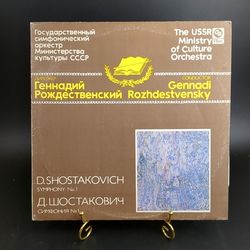 Государственный
симфонический
оркестр
Министерства
культуры СССР
The USSR
Ministry
of Culture
Orchestra
ДИРИЖЕР
Геннадий
Рождественский
CONDUCTOR
Gennadi
Rozhdestvensky
D. SHOSTAKOVICH
SYMPHONY No. 1
Д. ШОСТАКОВИЧ
СИМФОНИЯ №1